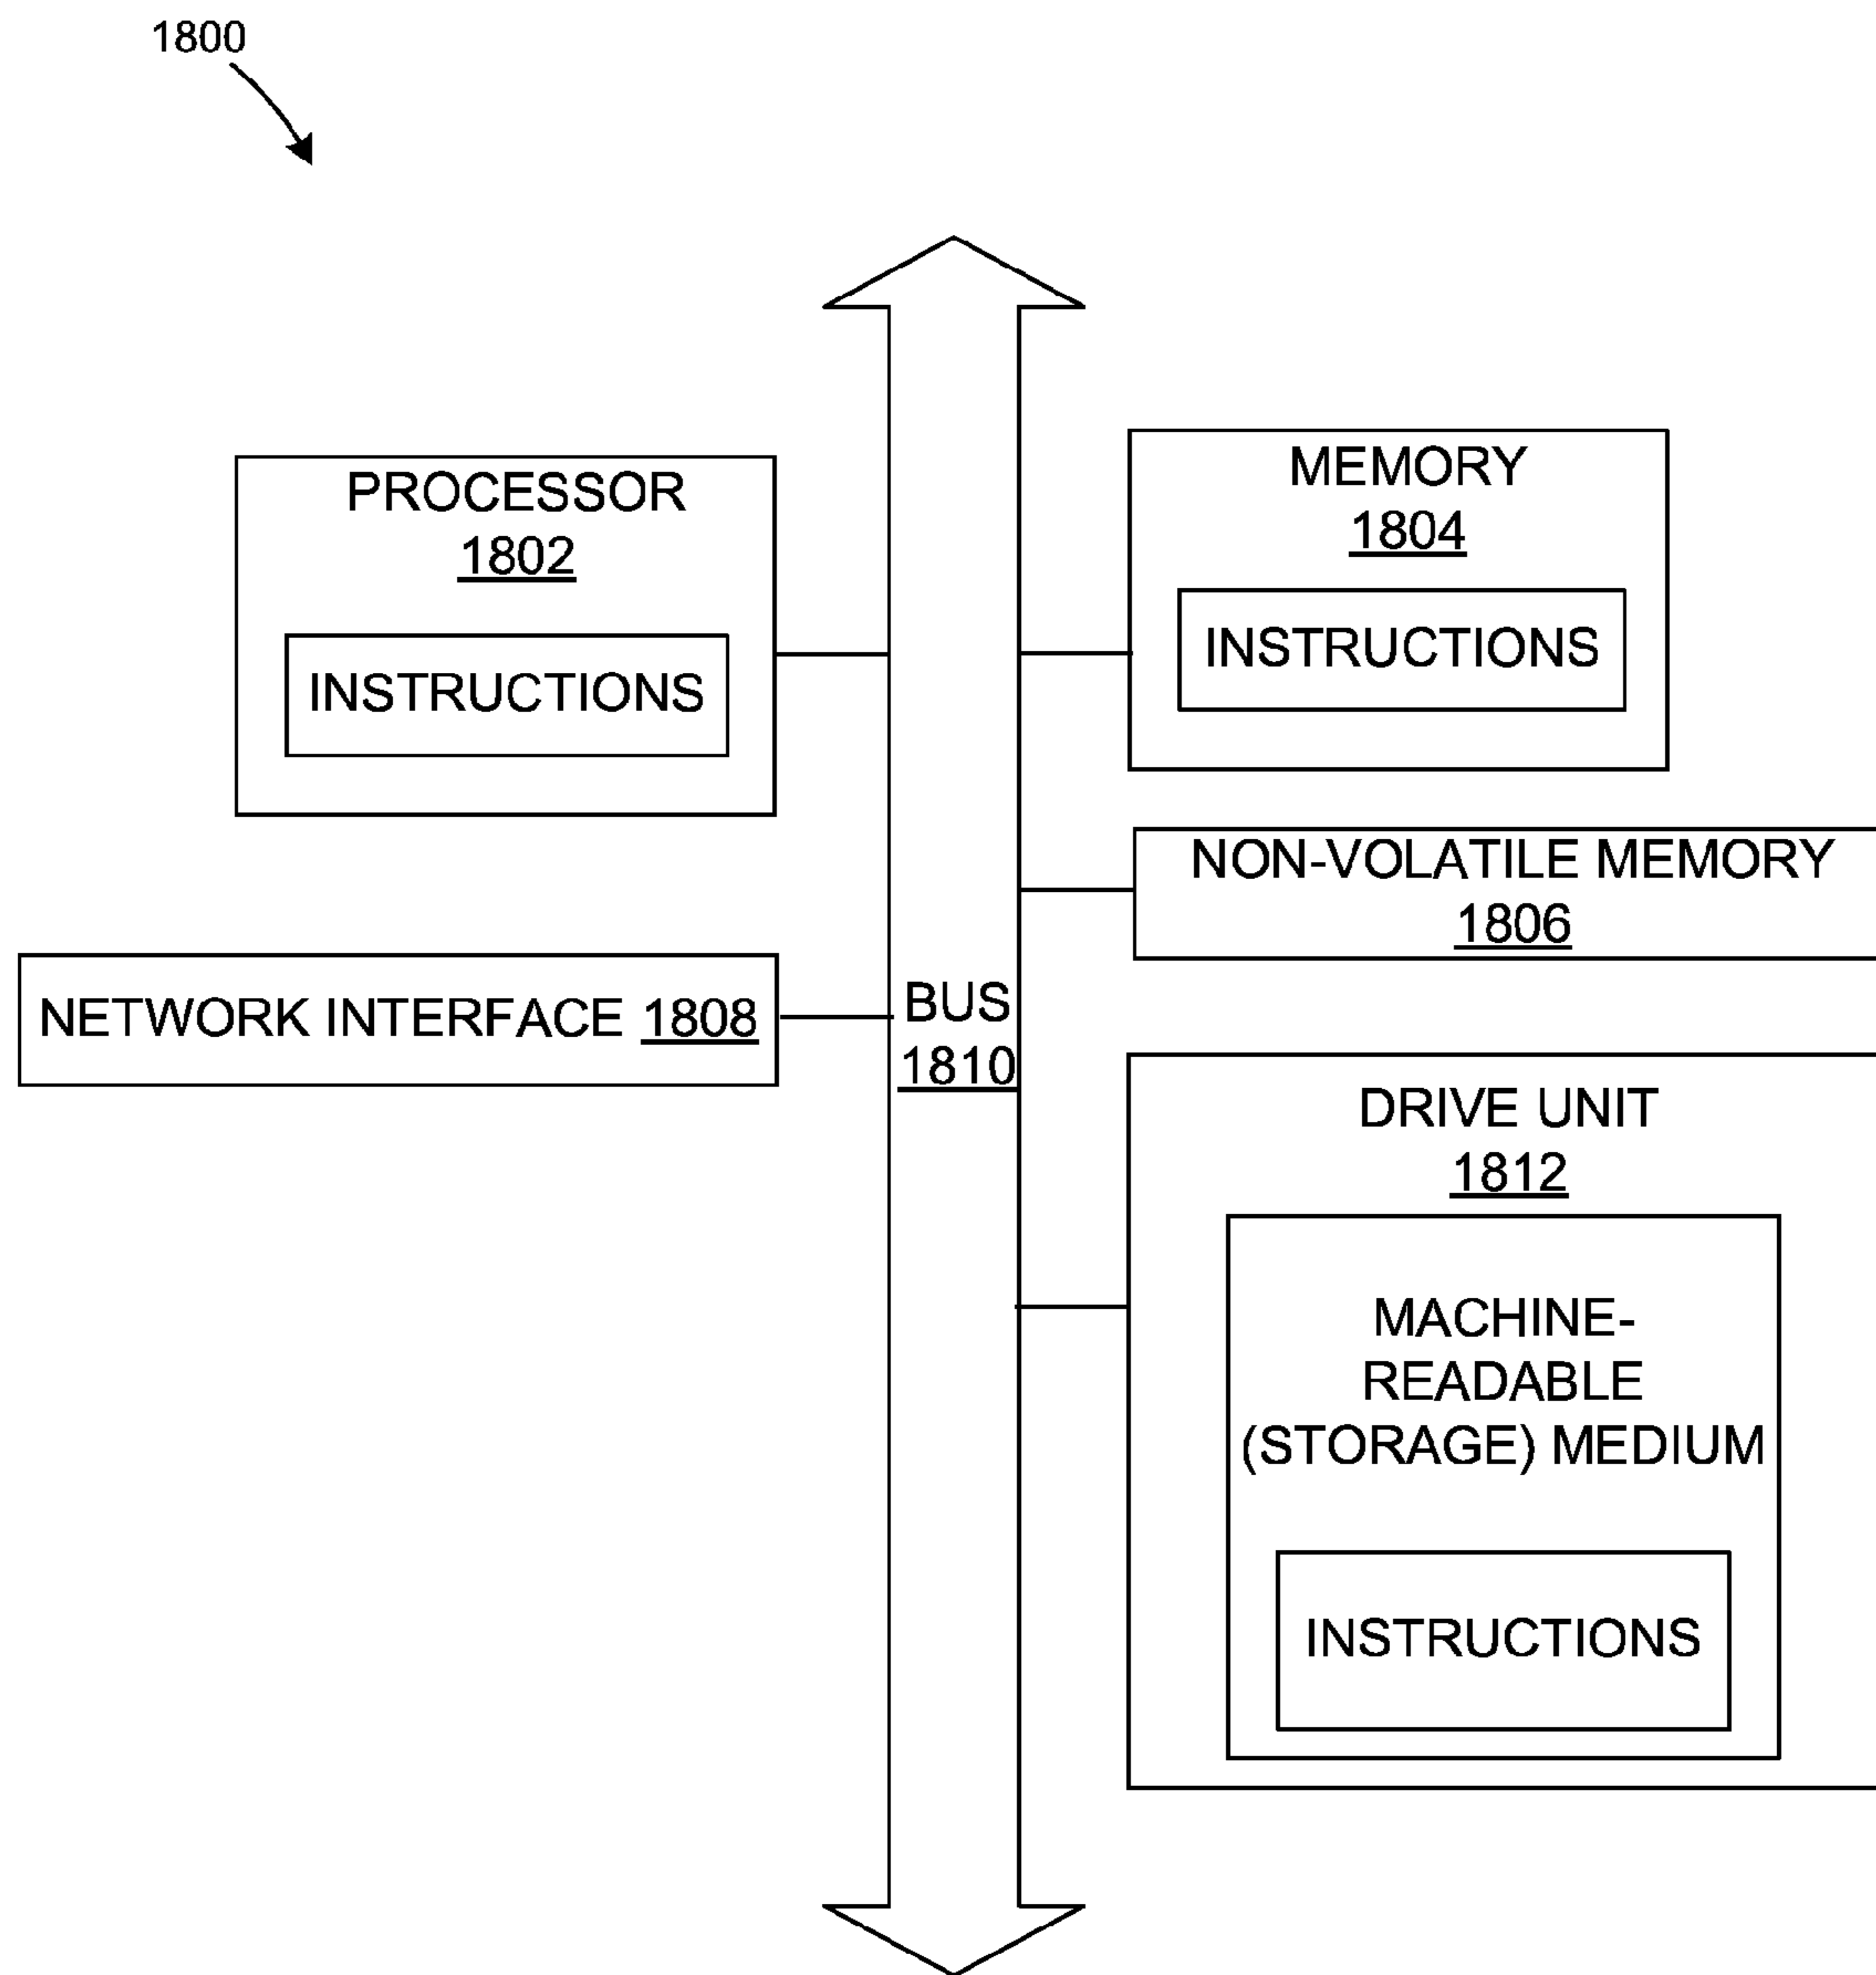 1800
PROCESSOR
1802
INSTRUCTIONS
MEMORY
1804
INSTRUCTIONS
NON-VOLATILE MEMORY
1806
NETWORK INTERFACE 1808
BUS
1810
DRIVE UNIT
1812
MACHINE-
READABLE
(STORAGE) MEDIUM
INSTRUCTIONS